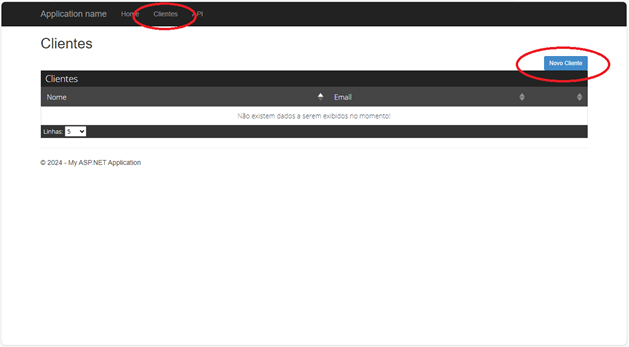 Application name Home Clientes API
Clientes
Novo Cliente
Clientes
Nome Email
Não existem dados a serem exibidos no momento!
Linhas: 5
© 2024 - My ASP.NET Application